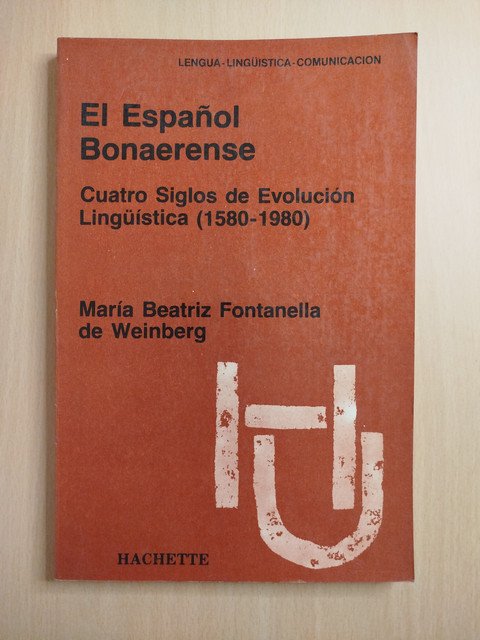 LENGUA-LINGÜISTICA-COMUNICACION
El Español
Bonaerense
Cuatro Siglos de Evolución
Lingüística (1580-1980)
María Beatriz Fontanella
de Weinberg
HU
HACHETTE